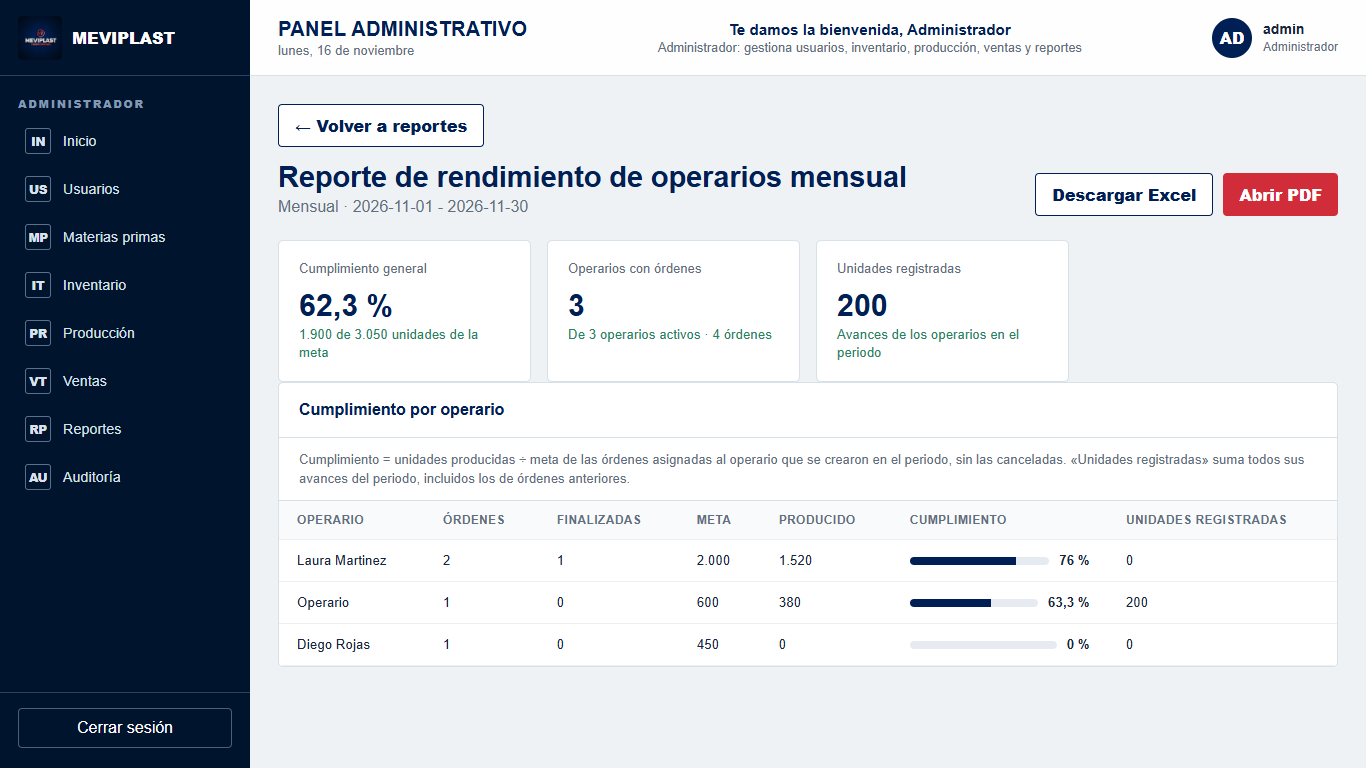 MEVIPLAST
MEVIPLAST
PANEL ADMINISTRATIVO
lunes, 16 de noviembre
Te damos la bienvenida, Administrador
Administrador: gestiona usuarios, inventario, producción, ventas y reportes
AD
admin
Administrador
ADMINISTRADOR
IN Inicio
US Usuarios
MP Materias primas
IT Inventario
PR Producción
VT Ventas
RP Reportes
AU Auditoría
Cerrar sesión
← Volver a reportes
Reporte de rendimiento de operarios mensual
Mensual · 2026-11-01 - 2026-11-30
Descargar Excel
Abrir PDF
Cumplimiento general
62,3 %
1.900 de 3.050 unidades de la
meta
Operarios con órdenes
3
De 3 operarios activos · 4 órdenes
Unidades registradas
200
Avances de los operarios en el
periodo
Cumplimiento por operario
Cumplimiento = unidades producidas ÷ meta de las órdenes asignadas al operario que se crearon en el periodo, sin las canceladas. «Unidades registradas» suma todos sus
avances del periodo, incluidos los de órdenes anteriores.
OPERARIO ÓRDENES FINALIZADAS META PRODUCIDO CUMPLIMIENTO UNIDADES REGISTRADAS
Laura Martinez 2 1 2.000 1.520 76 % 0
Operario 1 0 600 380 63,3 % 200
Diego Rojas 1 0 450 0 0 % 0